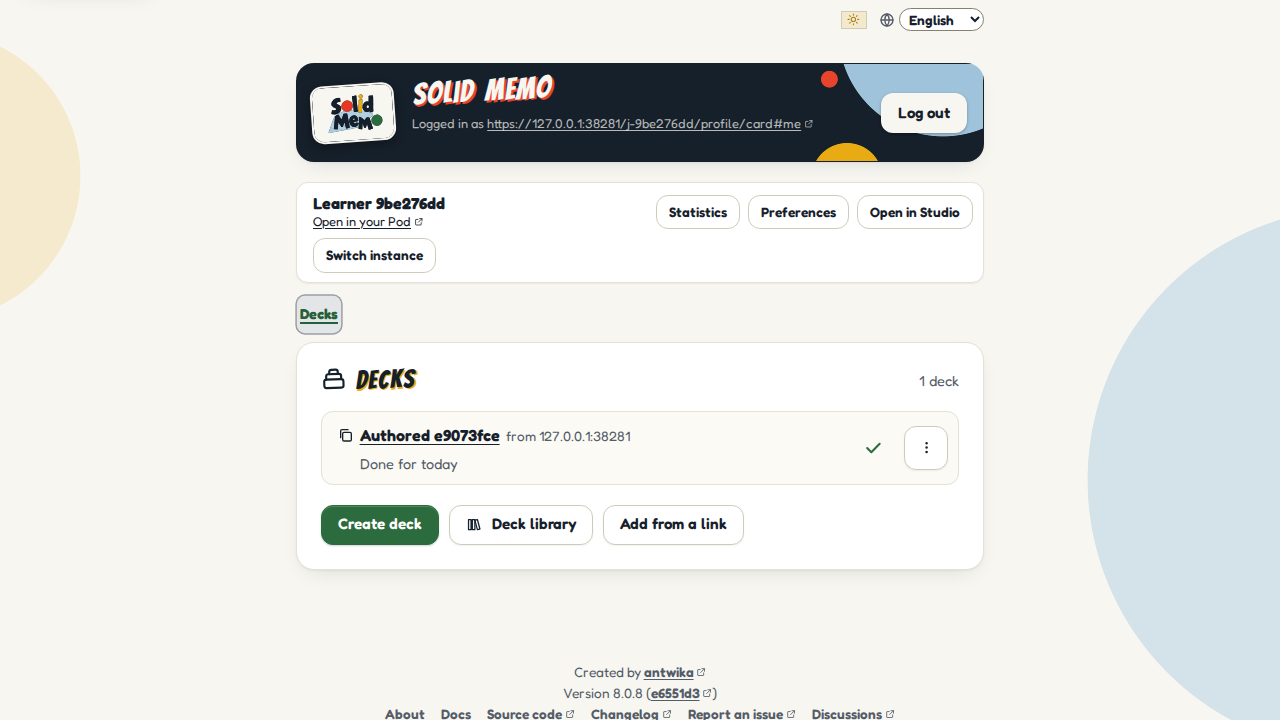 English
Solid
Memo
SOLID MEMO
Logged in as https://127.0.0.1:38281/j-9be276dd/profile/card#me
Log out
Learner 9be276dd
Open in your Pod
Statistics
Preferences
Open in Studio
Switch instance
Decks
DECKS
1 deck
Authored e9073fce from 127.0.0.1:38281
Done for today
Create deck
Deck library
Add from a link
Created by antwika
Version 8.0.8 (e6551d3)
About Docs Source code Changelog Report an issue Discussions